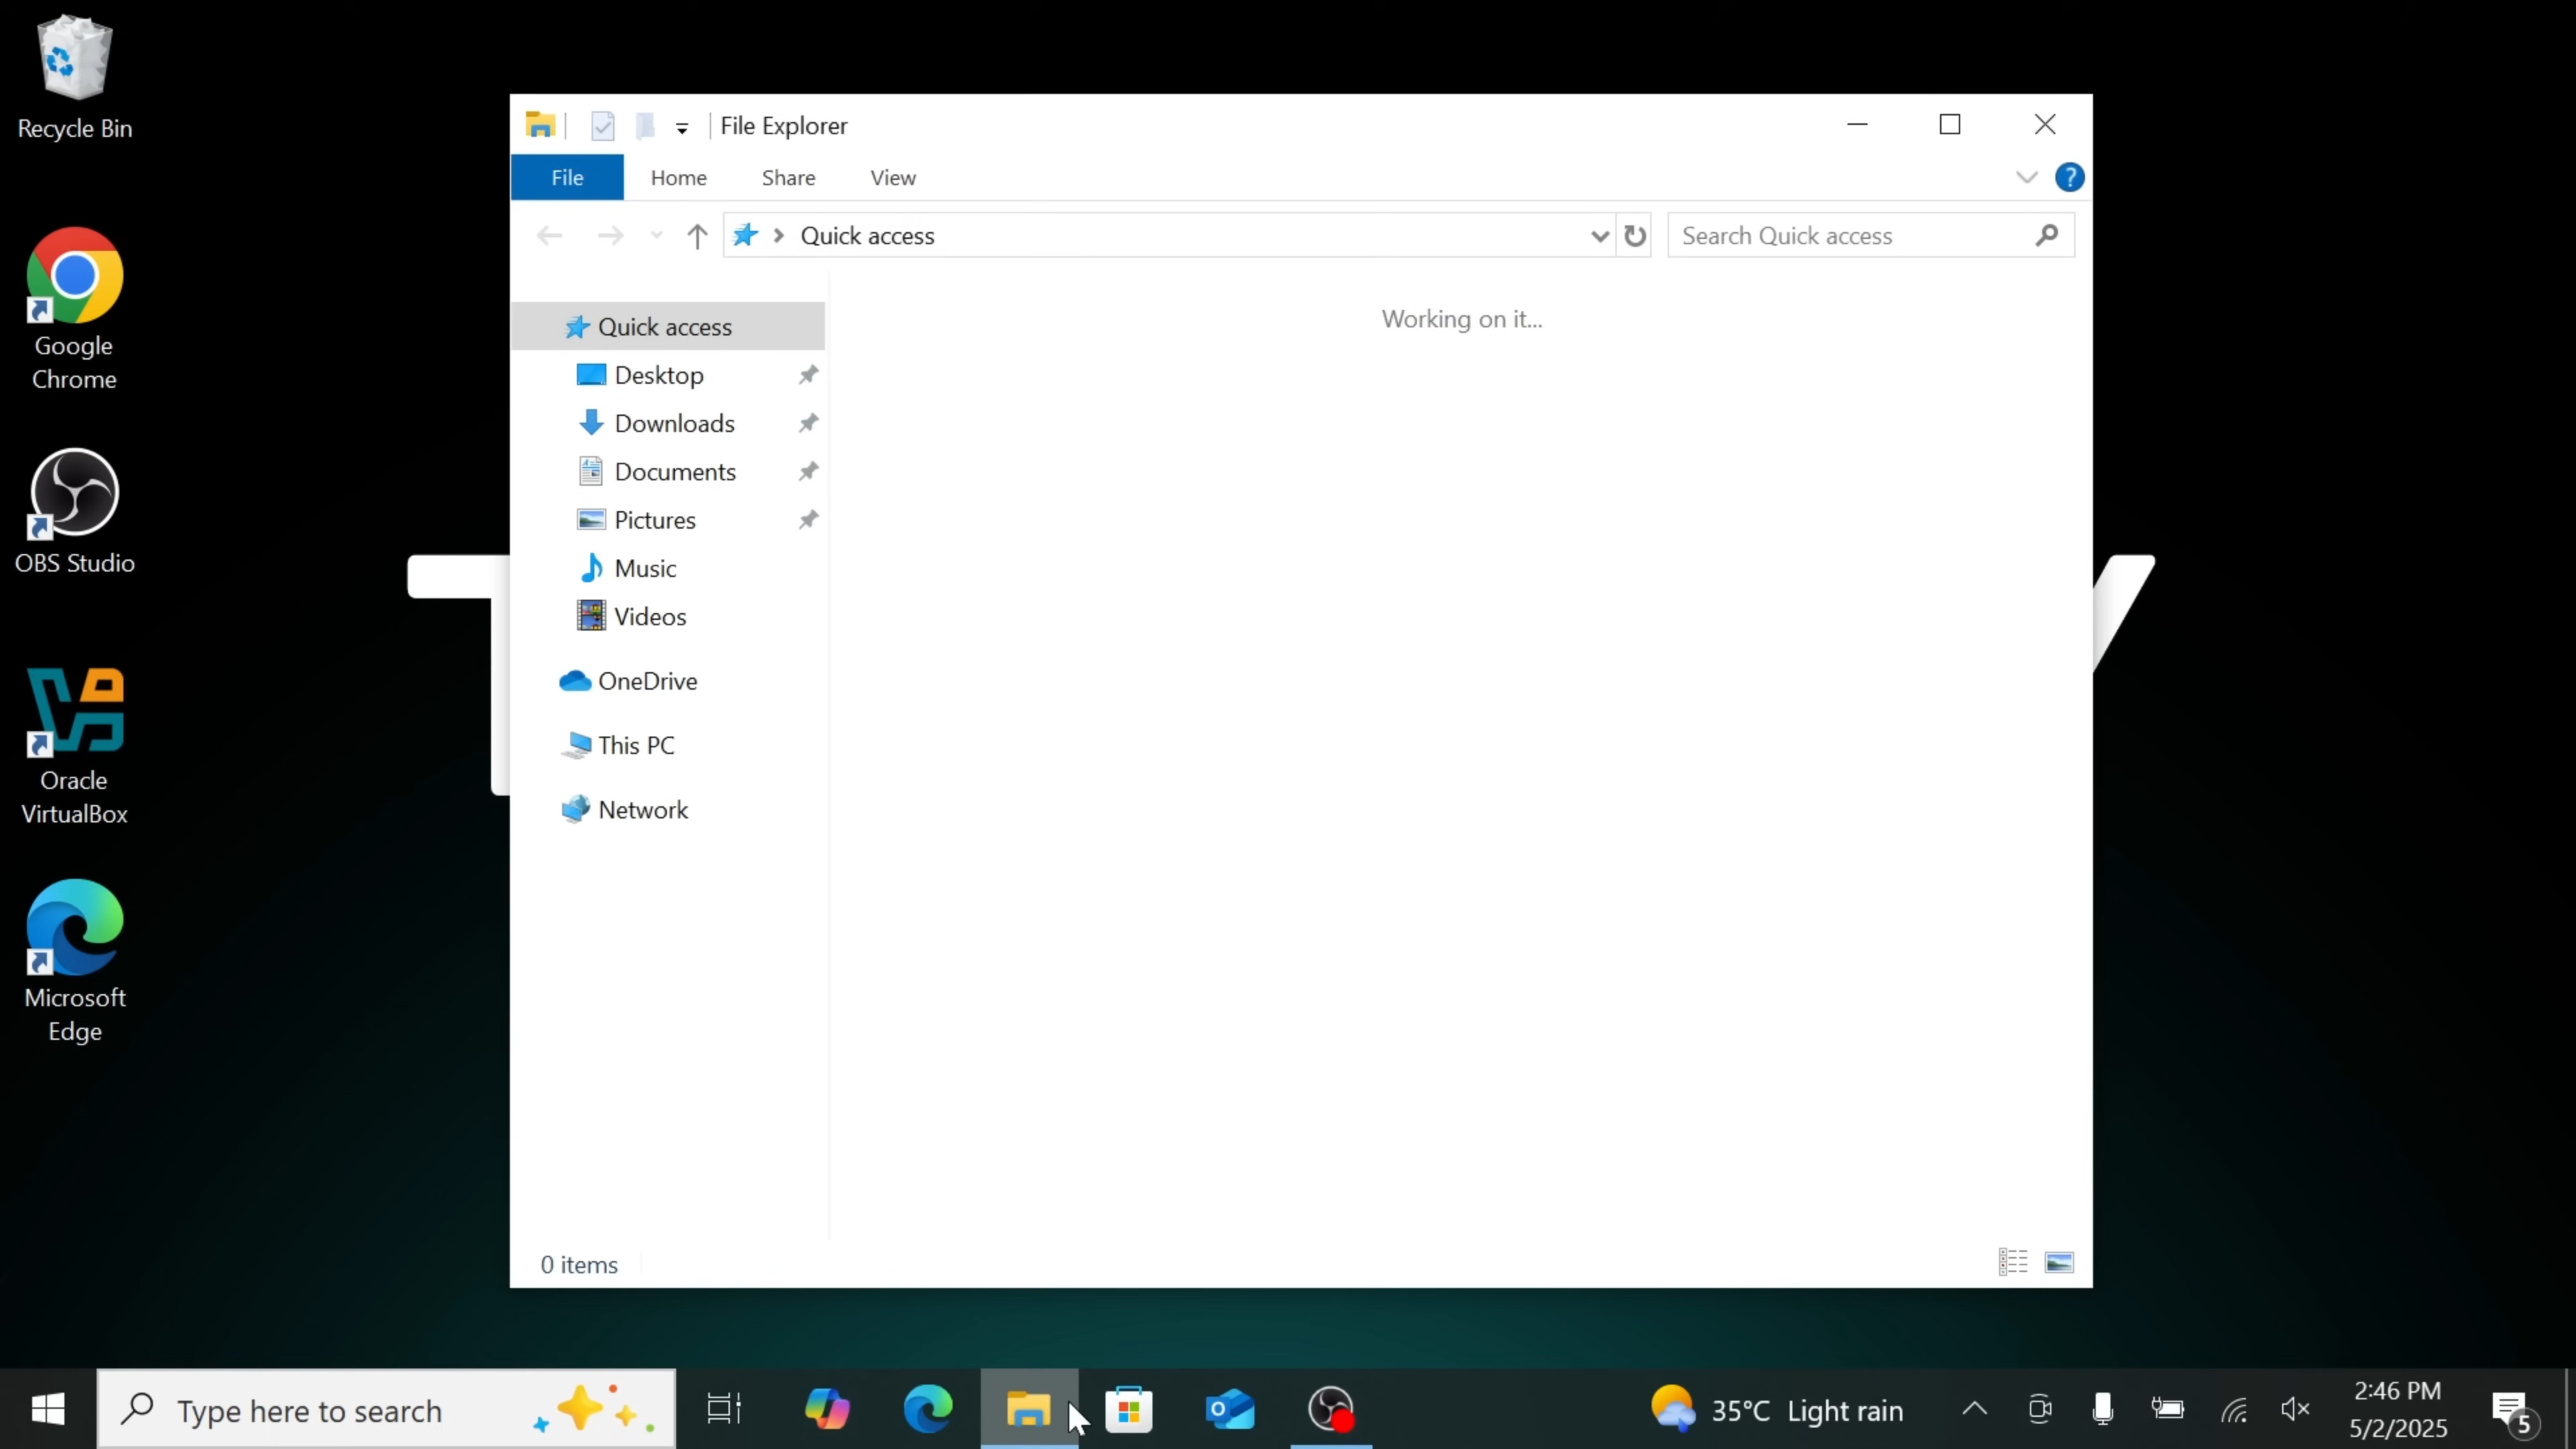 Recycle Bin
Google
Chrome
OBS Studio
Oracle
VirtualBox
Microsoft
Edge
File Explorer
File Home Share View
?
Quick access
Search Quick access
Quick access
Desktop
Downloads
Documents
Pictures
Music
Videos
OneDrive
This PC
Network
Working on it...
0 items
T
Y
Type here to search
35°C Light rain
2:46 PM
5/2/2025
5